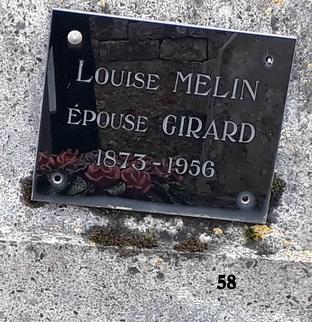 Louise MELIN
ÉPOUSE GIRARD
1873-1956
58